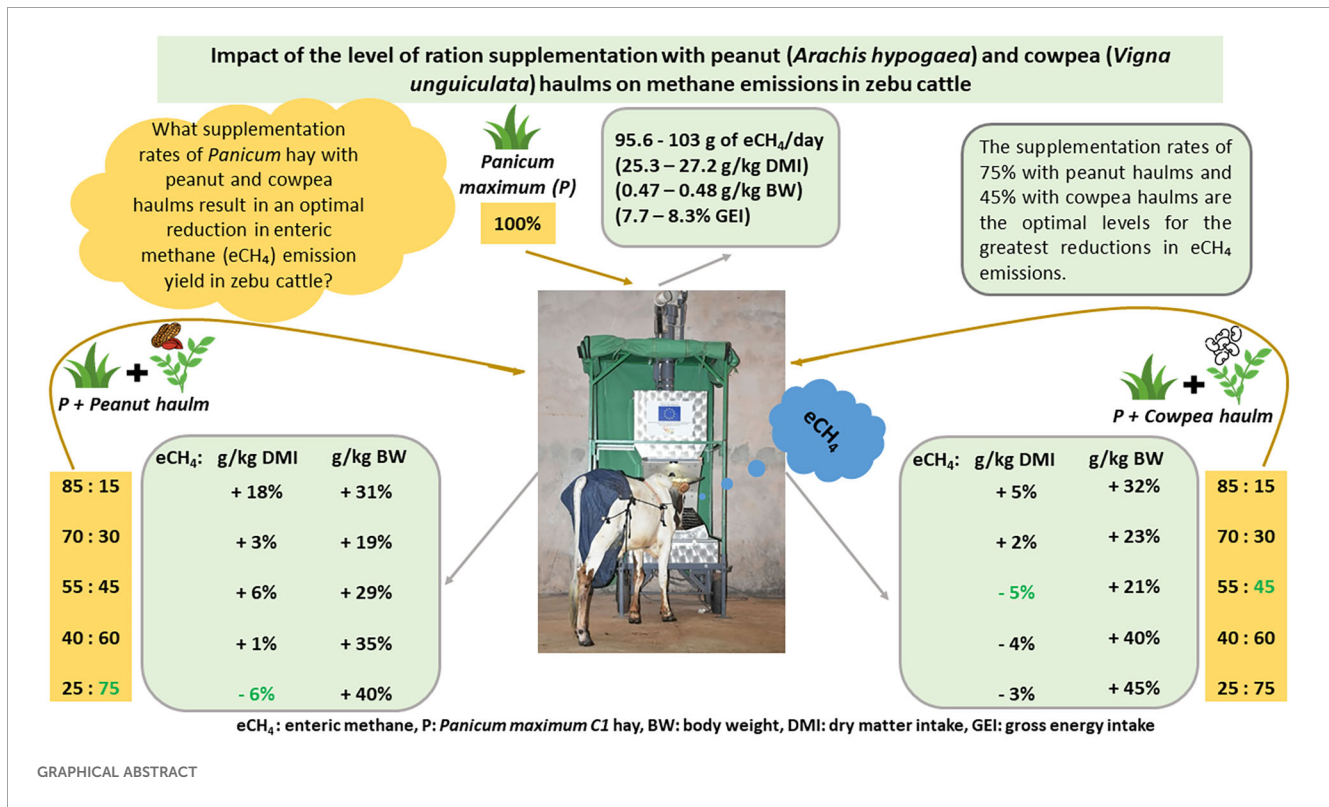 Impact of the level of ration supplementation with peanut (Arachis hypogaea) and cowpea (Vigna
unguiculata) haulms on methane emissions in zebu cattle
What supplementation
rates of Panicum hay with
peanut and cowpea
haulms result in an optimal
reduction in enteric
methane (eCH₄) emission
yield in zebu cattle?
Panicum
maximum (P)
100%
95.6 - 103 g of eCH₄/day
(25.3 – 27.2 g/kg DMI)
(0.47 – 0.48 g/kg BW)
(7.7 – 8.3% GEI)
The supplementation rates of
75% with peanut haulms and
45% with cowpea haulms are
the optimal levels for the
greatest reductions in eCH₄
emissions.
P + Peanut haulm
eCH₄: g/kg DMI g/kg BW
85 : 15 + 18% + 31%
70 : 30 + 3% + 19%
55 : 45 + 6% + 29%
40 : 60 + 1% + 35%
25 : 75 - 6% + 40%
eCH₄
P + Cowpea haulm
eCH₄: g/kg DMI g/kg BW
+ 5% + 32% 85 : 15
+ 2% + 23% 70 : 30
- 5% + 21% 55 : 45
- 4% + 40% 40 : 60
- 3% + 45% 25 : 75
eCH₄: enteric methane, P: Panicum maximum C1 hay, BW: body weight, DMI: dry matter intake, GEI: gross energy intake
GRAPHICAL ABSTRACT